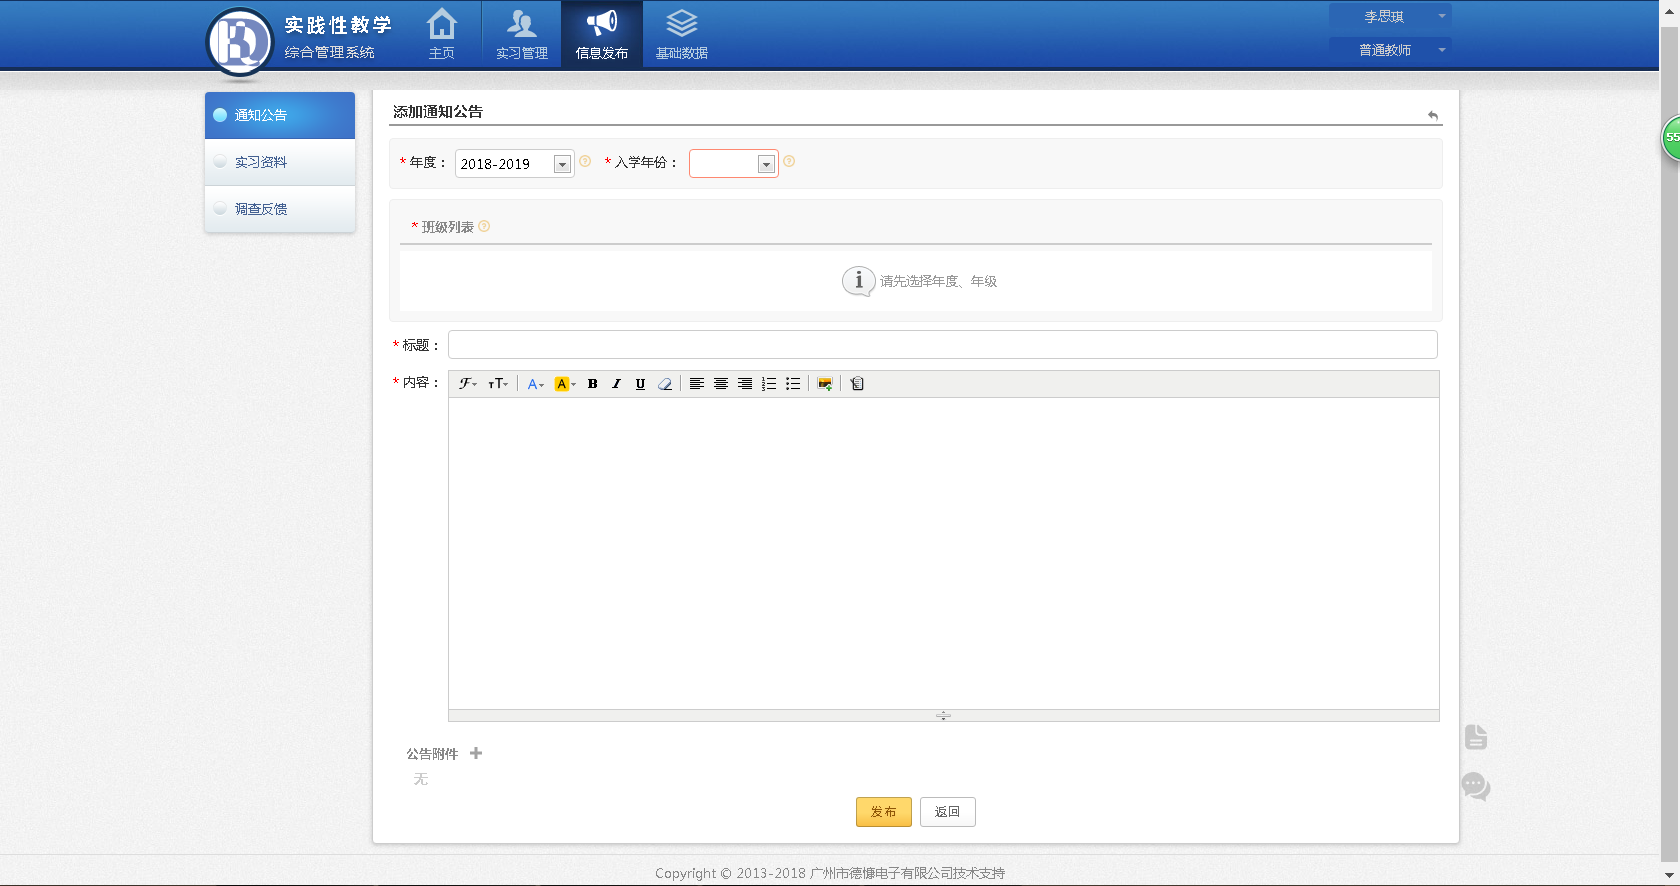 实践性教学
综合管理系统
主页
实习管理
信息发布
基础数据
李思琪
普通教师
通知公告
实习资料
调查反馈
添加通知公告
* 年度：
2018-2019
* 入学年份：
* 班级列表
请先选择年度、年级
* 标题：
* 内容：
公告附件
无
发布
返回
55
Copyright © 2013-2018 广州市德慷电子有限公司技术支持